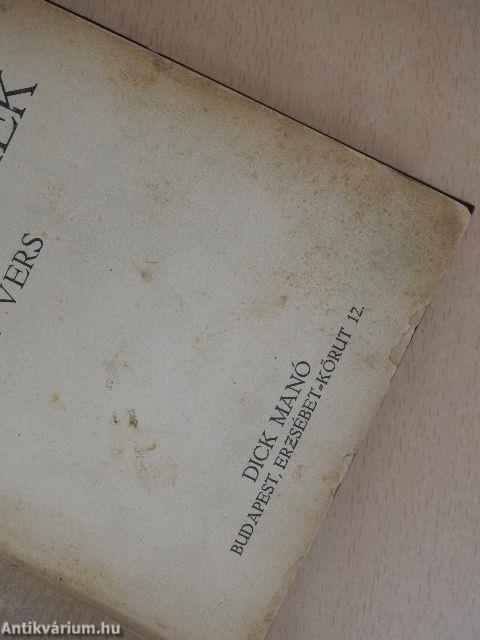 VERS
DICK MANÓ
BUDAPEST, ERZSÉBET-KÖRUT 12.
Antikvárium.hu